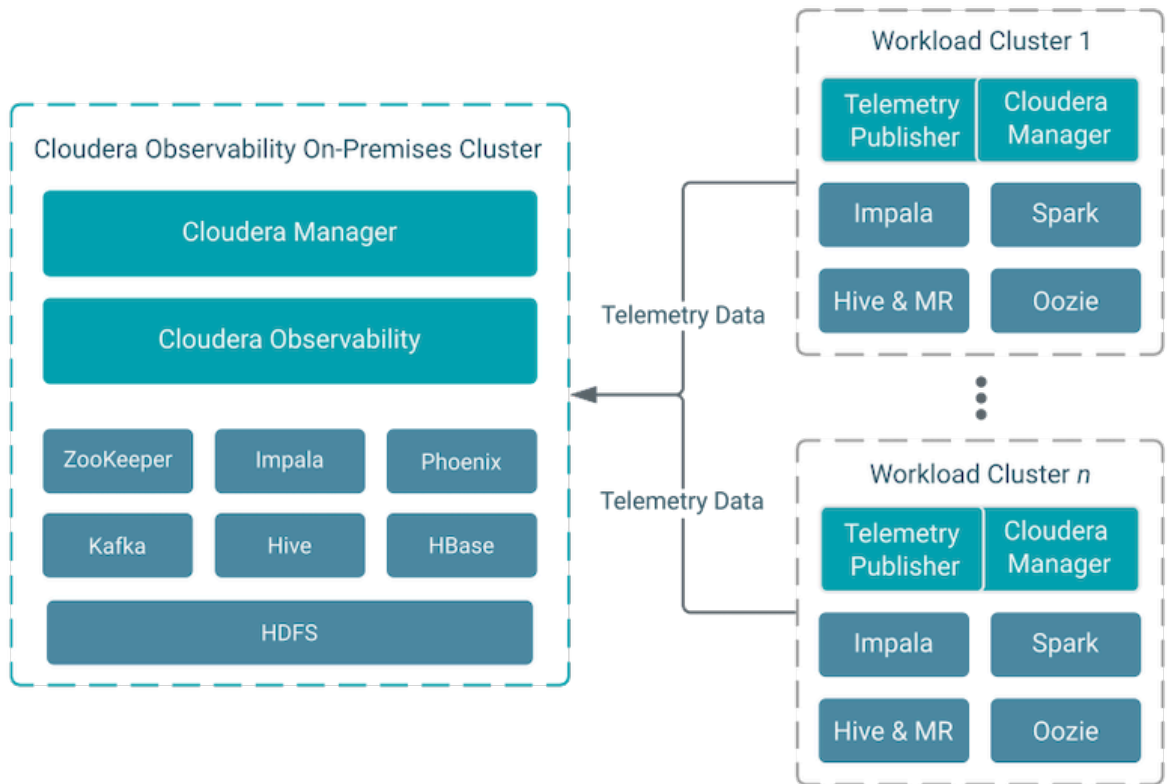 Cloudera Observability On-Premises Cluster
Cloudera Manager
Cloudera Observability
ZooKeeper
Impala
Phoenix
Kafka
Hive
HBase
HDFS
Telemetry Data
Telemetry Data
Workload Cluster 1
Telemetry
Publisher
Cloudera
Manager
Impala
Spark
Hive & MR
Oozie
Workload Cluster n
Telemetry
Publisher
Cloudera
Manager
Impala
Spark
Hive & MR
Oozie